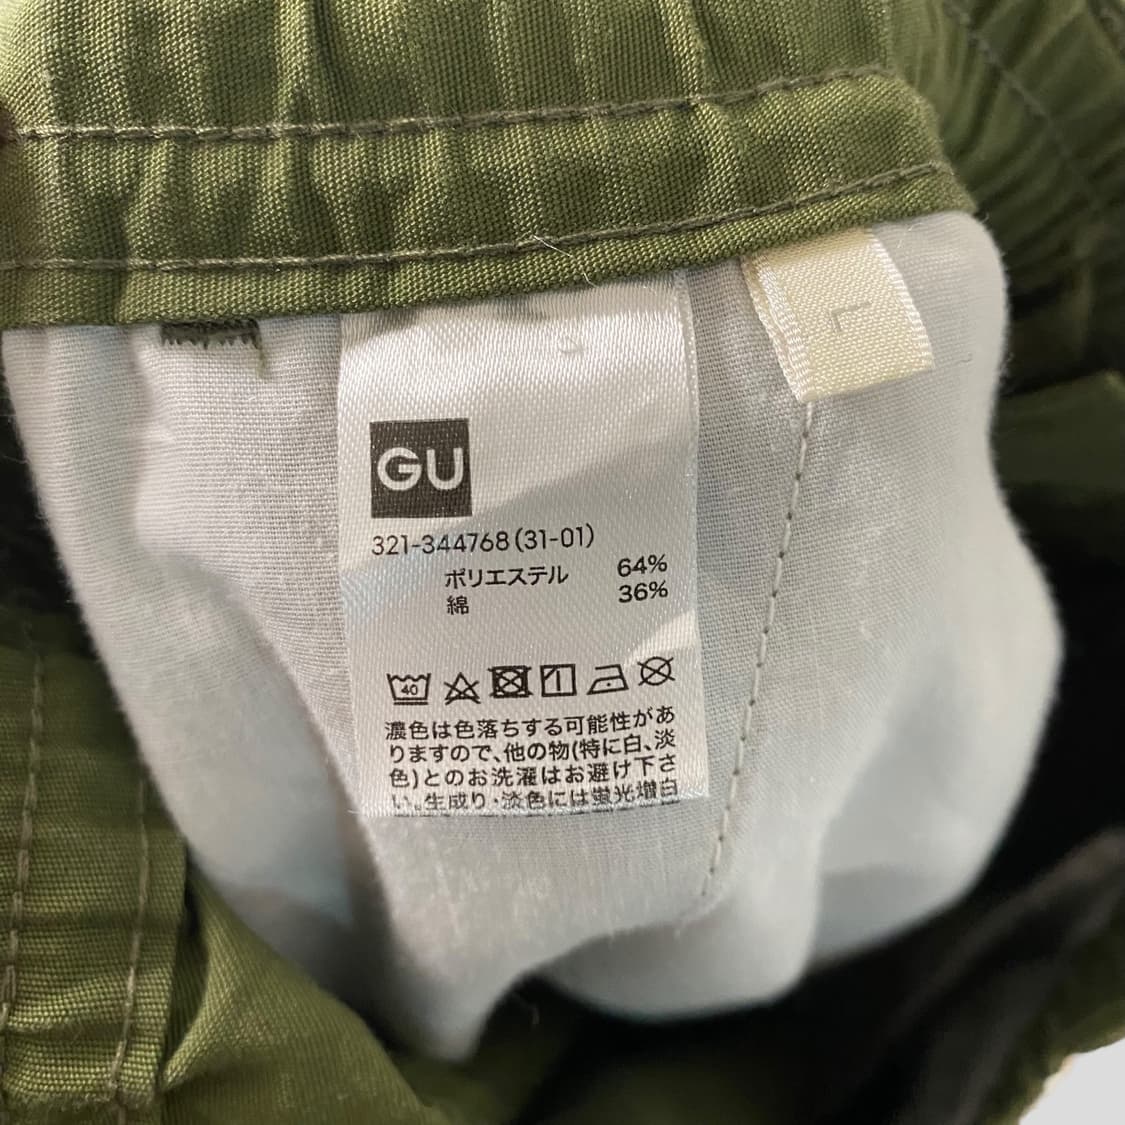 L
GU
321-344768(31-01)
ポリエステル 64%
綿 36%
40
濃色は色落ちする可能性があ
りますので、他の物(特に白、淡
色)とのお洗濯はお避け下さ
い。生成り・淡色には蛍光増白